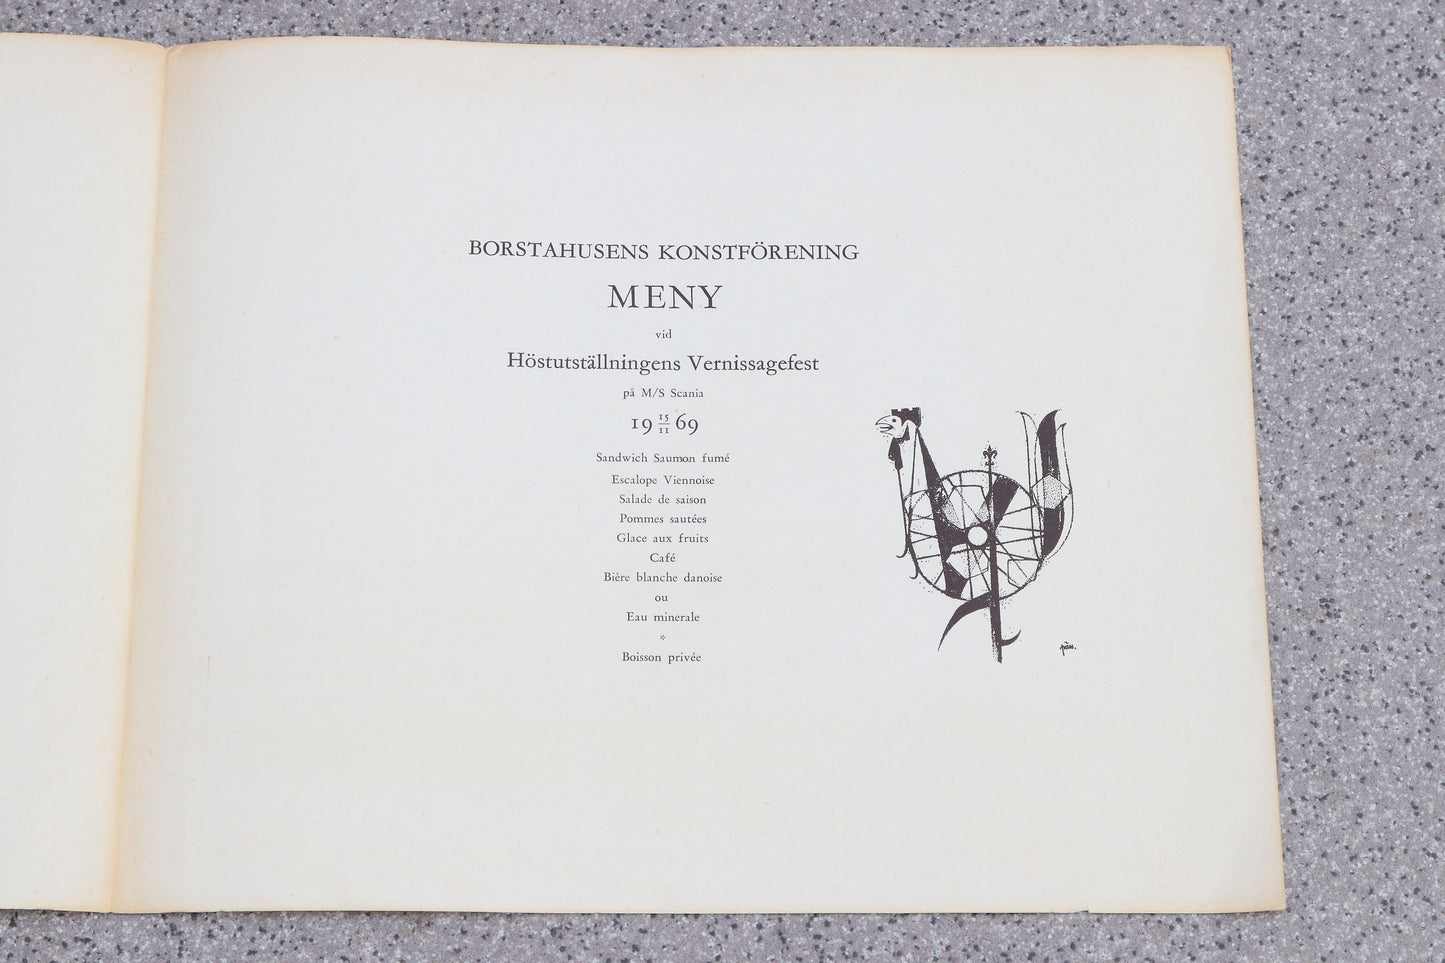 BORSTAHUSENS KONSTFÖRENING
MENY
vid
Höstutställningens Vernissagefest
på M/S Scania
19 15/11 69
Sandwich Saumon fumé
Escalope Viennoise
Salade de saison
Pommes sautées
Glace aux fruits
Café
Bière blanche danoise
ou
Eau minerale
*
Boisson privée